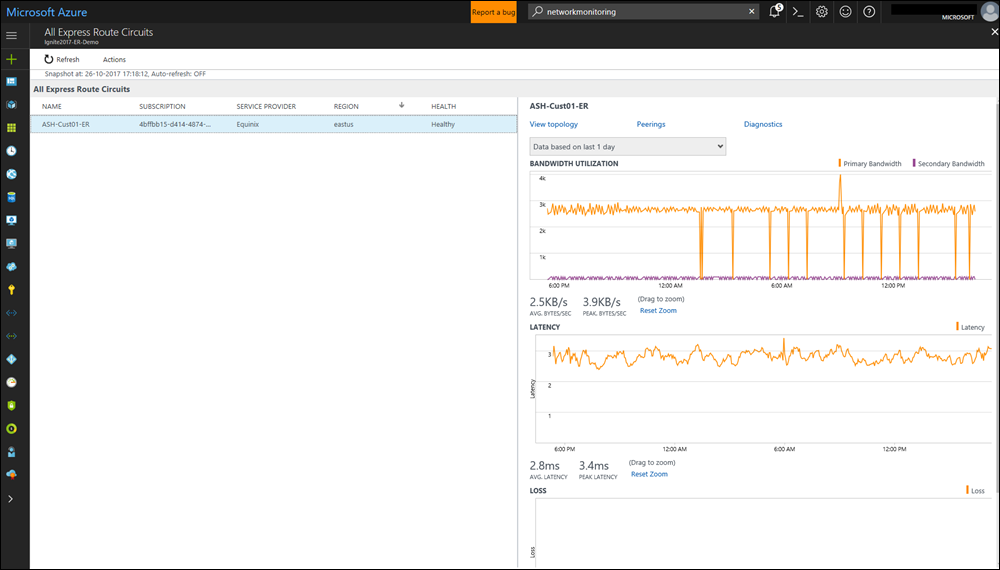 Microsoft Azure
Report a bug
networkmonitoring
5
MICROSOFT
All Express Route Circuits
Ignite2017-ER-Demo
Refresh Actions
Snapshot at: 26-10-2017 17:18:12, Auto-refresh: OFF
All Express Route Circuits
NAME SUBSCRIPTION SERVICE PROVIDER REGION HEALTH
ASH-Cust01-ER 4bffbb15-d414-4874-... Equinix eastus Healthy
ASH-Cust01-ER
View topology Peerings Diagnostics
Data based on last 1 day
BANDWIDTH UTILIZATION Primary Bandwidth Secondary Bandwidth
4k
3k
2k
1k
6:00 PM 12:00 AM 6:00 AM 12:00 PM
2.5KB/s 3.9KB/s (Drag to zoom)
AVG. BYTES/SEC PEAK. BYTES/SEC Reset Zoom
LATENCY Latency
3
2
1
Latency
6:00 PM 12:00 AM 6:00 AM 12:00 PM
2.8ms 3.4ms (Drag to zoom)
AVG. LATENCY PEAK LATENCY Reset Zoom
LOSS Loss
Loss